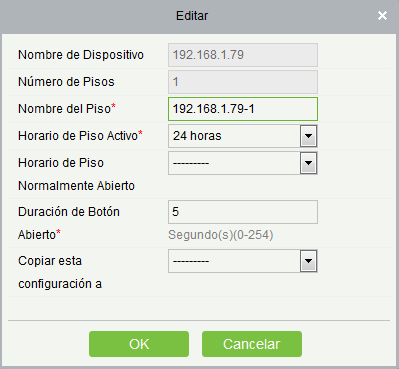 Editar
Nombre de Dispositivo 192.168.1.79
Número de Pisos 1
Nombre del Piso* 192.168.1.79-1
Horario de Piso Activo* 24 horas
Horario de Piso ---------
Normalmente Abierto
Duración de Botón 5
Abierto* Segundo(s)(0-254)
Copiar esta ---------
configuración a
OK Cancelar